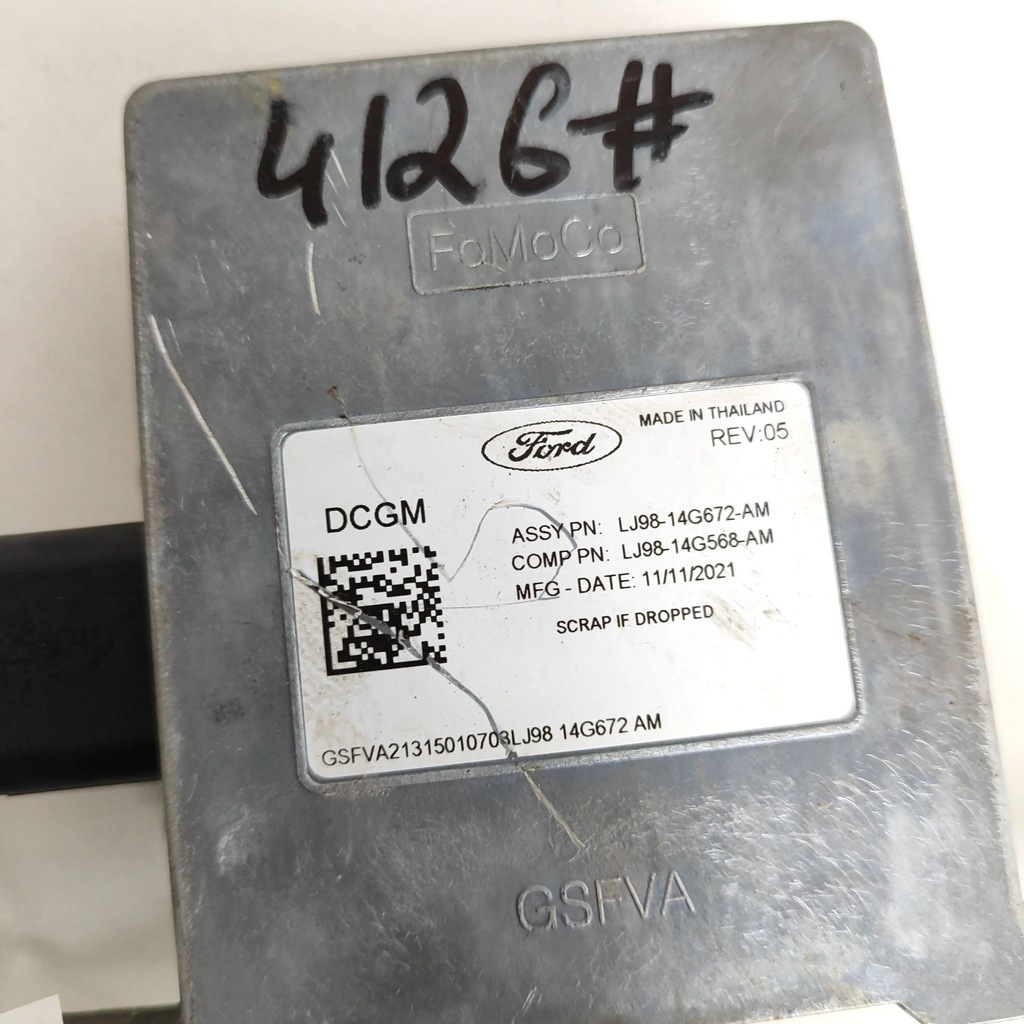 4126#
FoMoCo
Ford
MADE IN THAILAND
REV:05
DCGM
ASSY PN: LJ98-14G672-AM
COMP PN: LJ98-14G568-AM
MFG - DATE: 11/11/2021
SCRAP IF DROPPED
GSFVA21315010703LJ98 14G672 AM
GSFVA